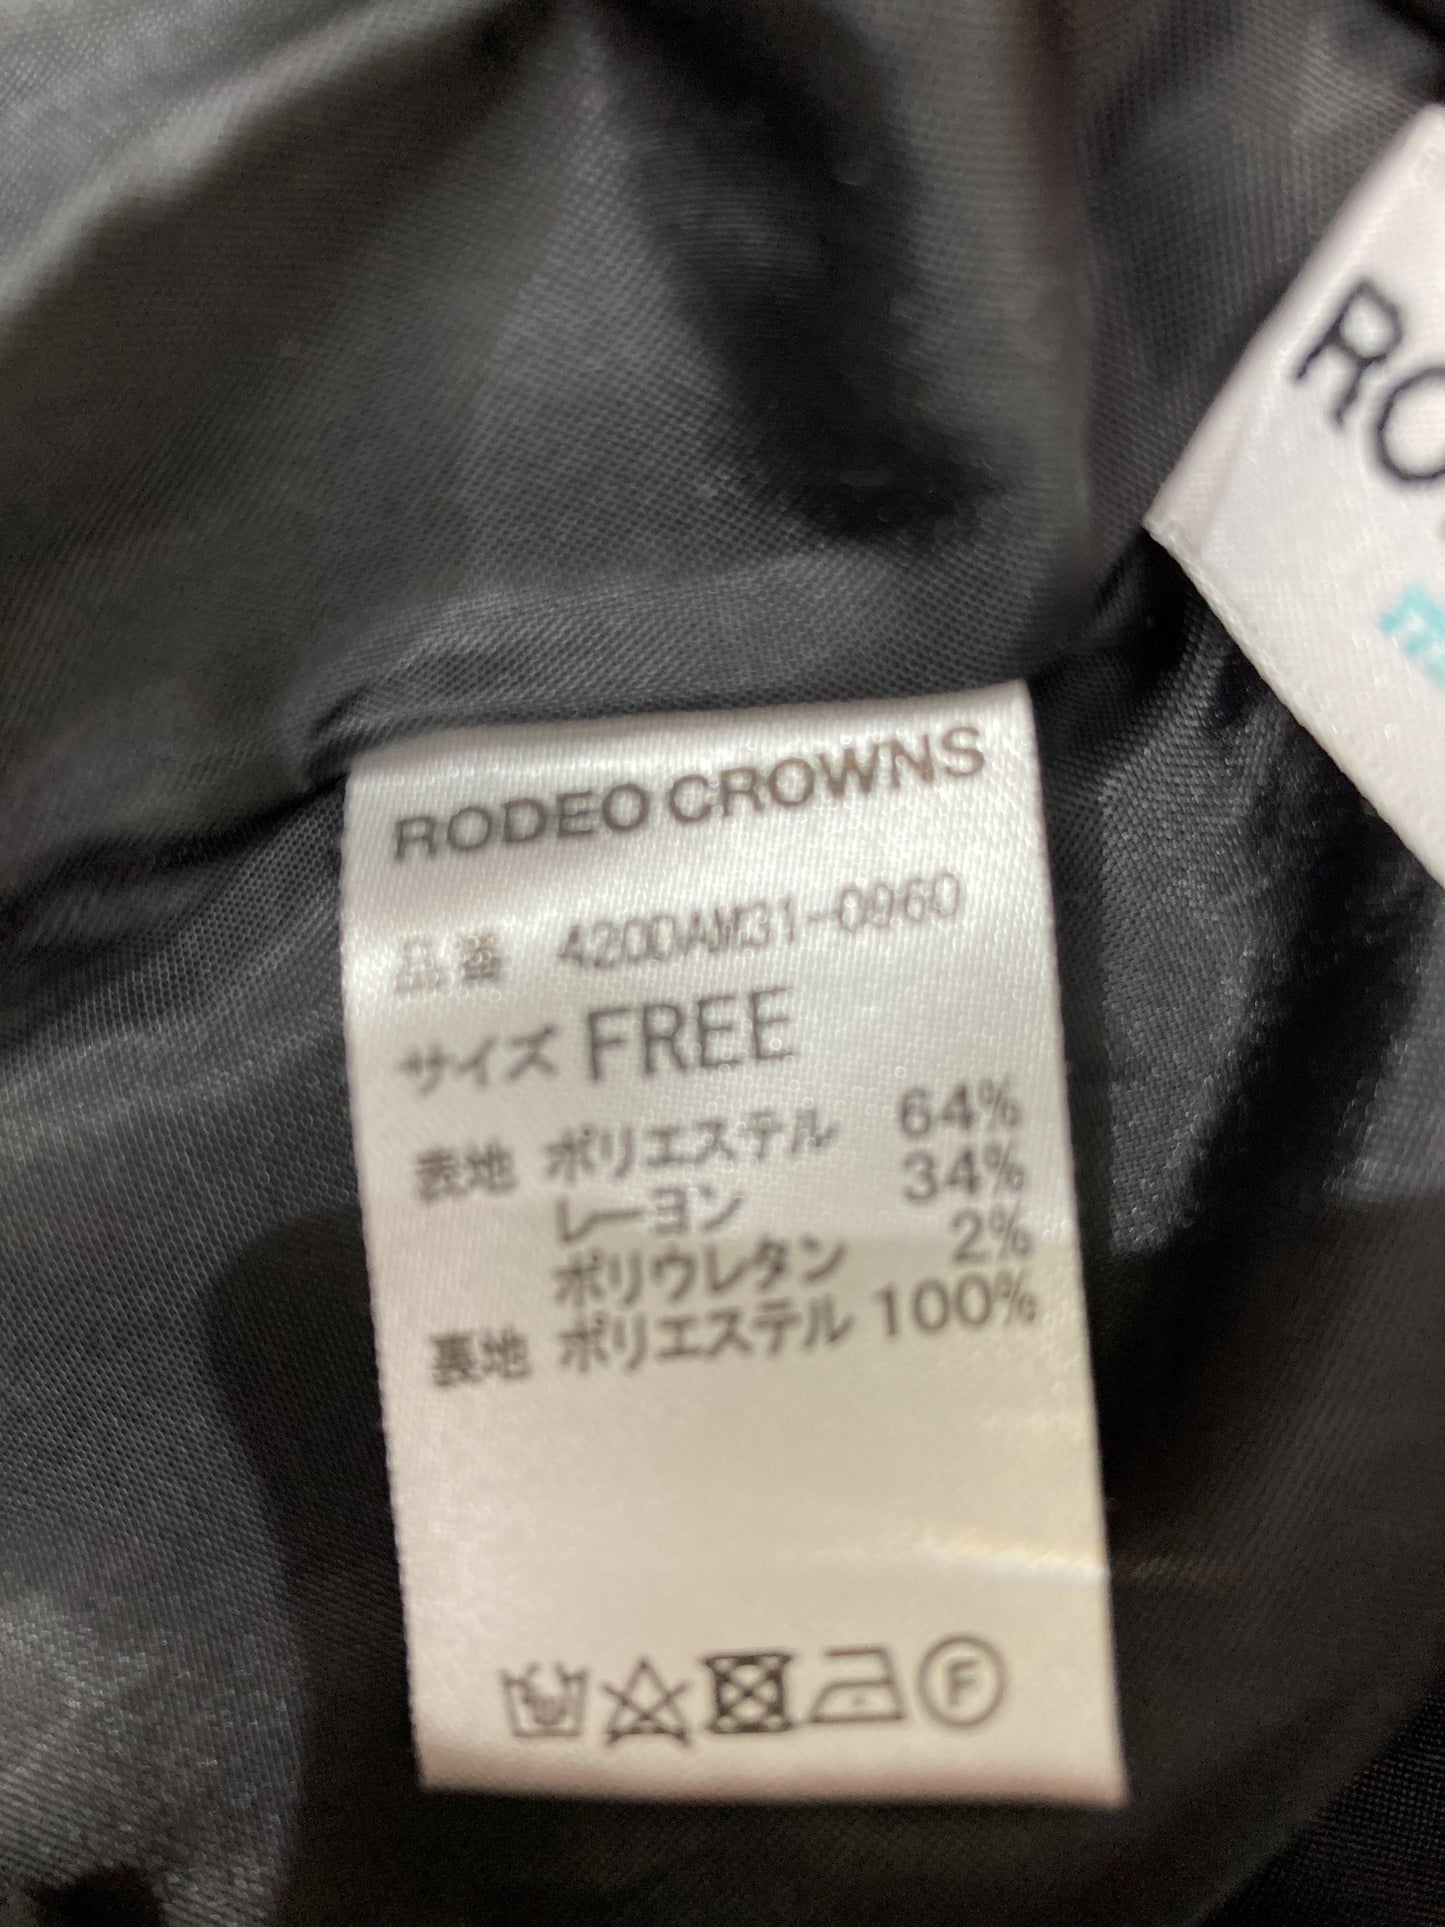 RODEO CROWNS
品番 420DAM31-0960
サイズ FREE
表地 ポリエステル 64%
レーヨン 34%
ポリウレタン 2%
裏地 ポリエステル 100%
F
RO